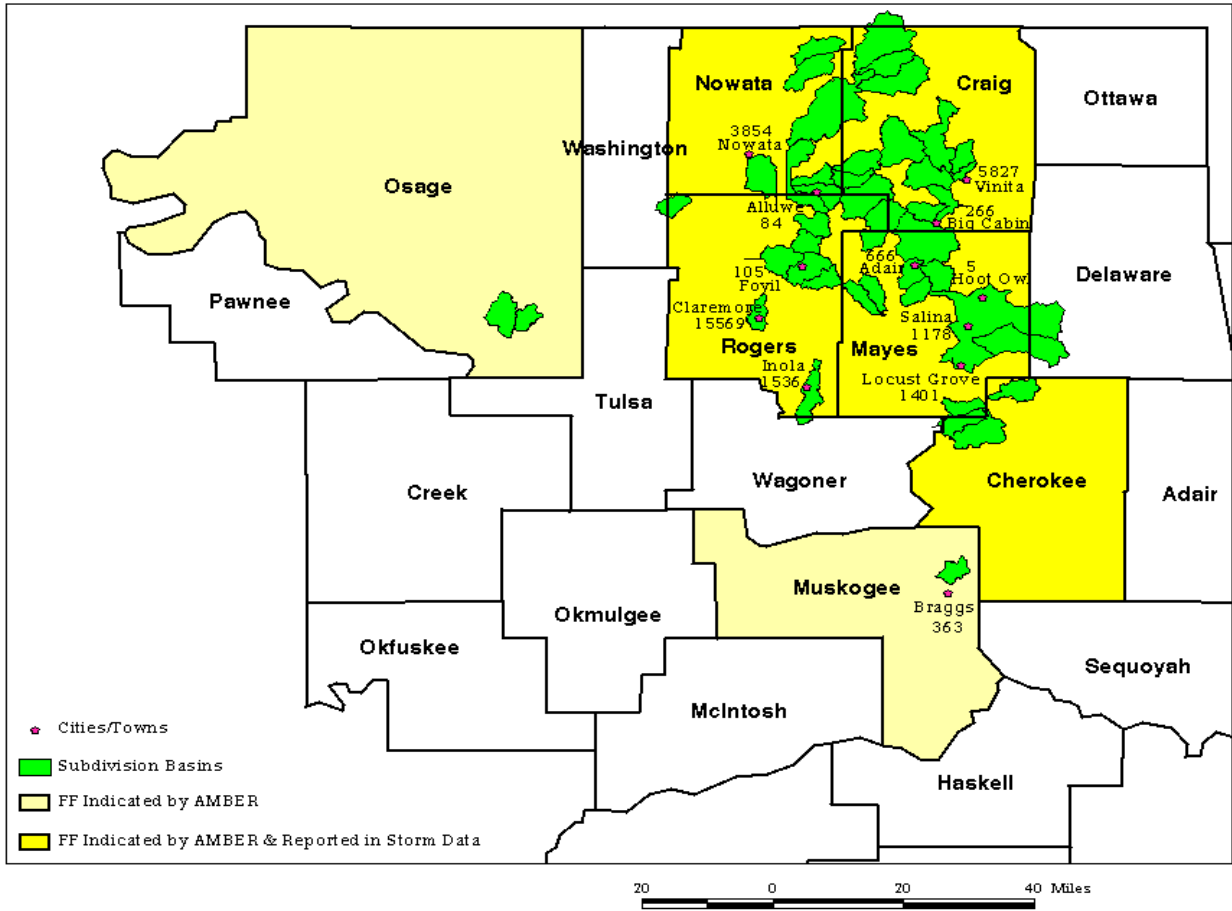 Nowata
Craig
Ottawa
3854
Nowata
Washington
Osage
5827
Vinita
Alluwe
84
266
Big Cabin
666
Adair
5
Hoot Owl
Delaware
105
Foyil
Pawnee
Claremore
15569
Salina
1178
Rogers
Mayes
Inola
1536
Locust Grove
1401
Tulsa
Creek
Wagoner
Cherokee
Adair
Muskogee
Braggs
363
Okmulgee
Okfuskee
Sequoyah
McIntosh
Haskell
Cities/Towns
Subdivision Basins
FF Indicated by AMBER
FF Indicated by AMBER & Reported in Storm Data
20 0 20 40 Miles